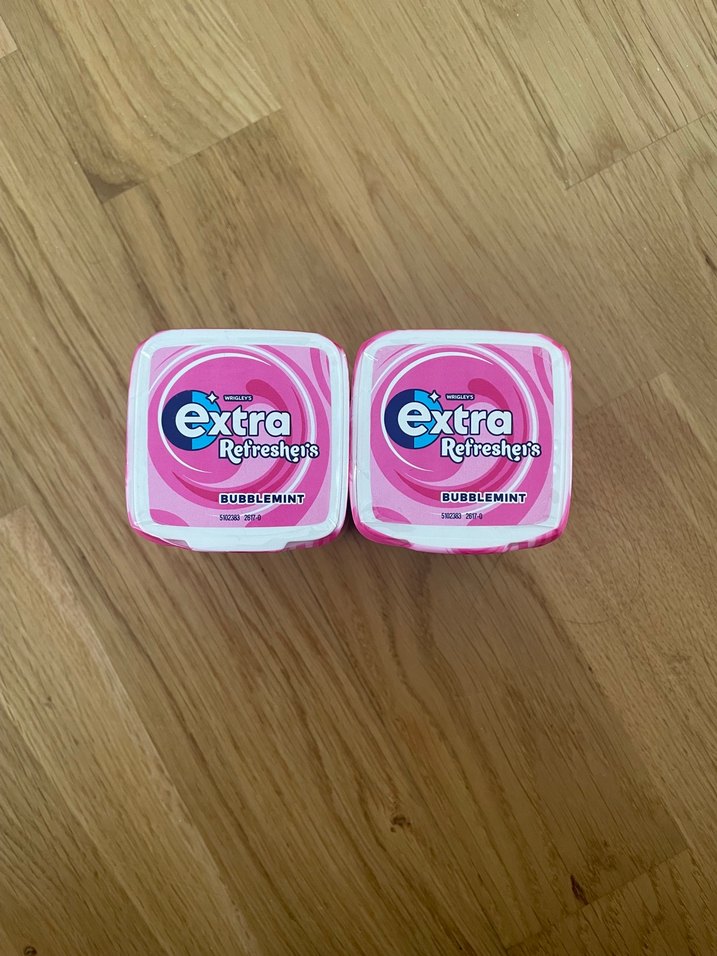 WRIGLEY'S
extra
Refreshers
BUBBLEMINT
5102383 2617-0
WRIGLEY'S
extra
Refreshers
BUBBLEMINT
5102383 2617-0